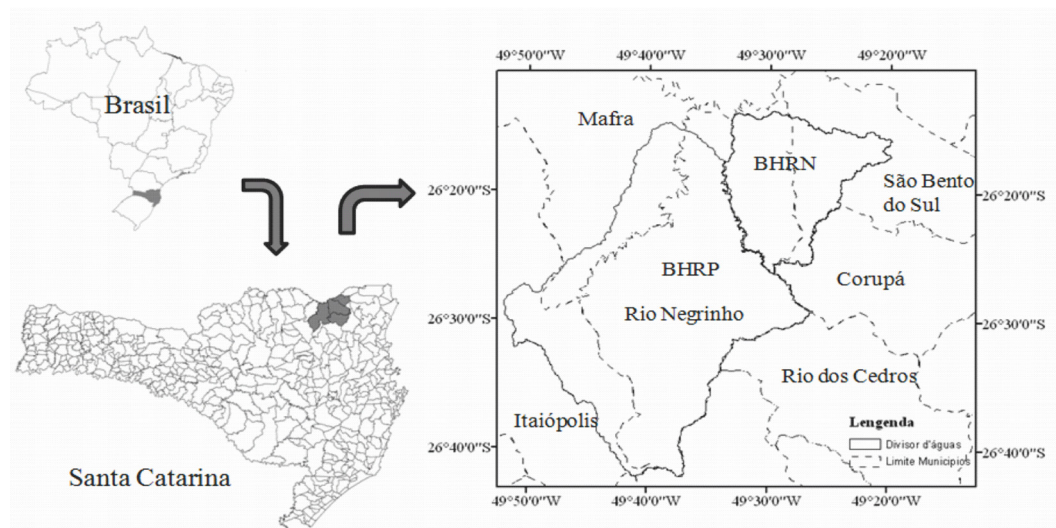 Brasil
Santa Catarina
49°50'0"W 49°40'0"W 49°30'0"W 49°20'0"W
Mafra
BHRN
26°20'0"S
São Bento
do Sul
26°20'0"S
BHRP
Corupá
26°30'0"S
Rio Negrinho
26°30'0"S
Rio dos Cedros
Itaiópolis
Lengenda
Divisor d'águas
Limite Municipios
26°40'0"S
26°40'0"S
49°50'0"W 49°40'0"W 49°30'0"W 49°20'0"W